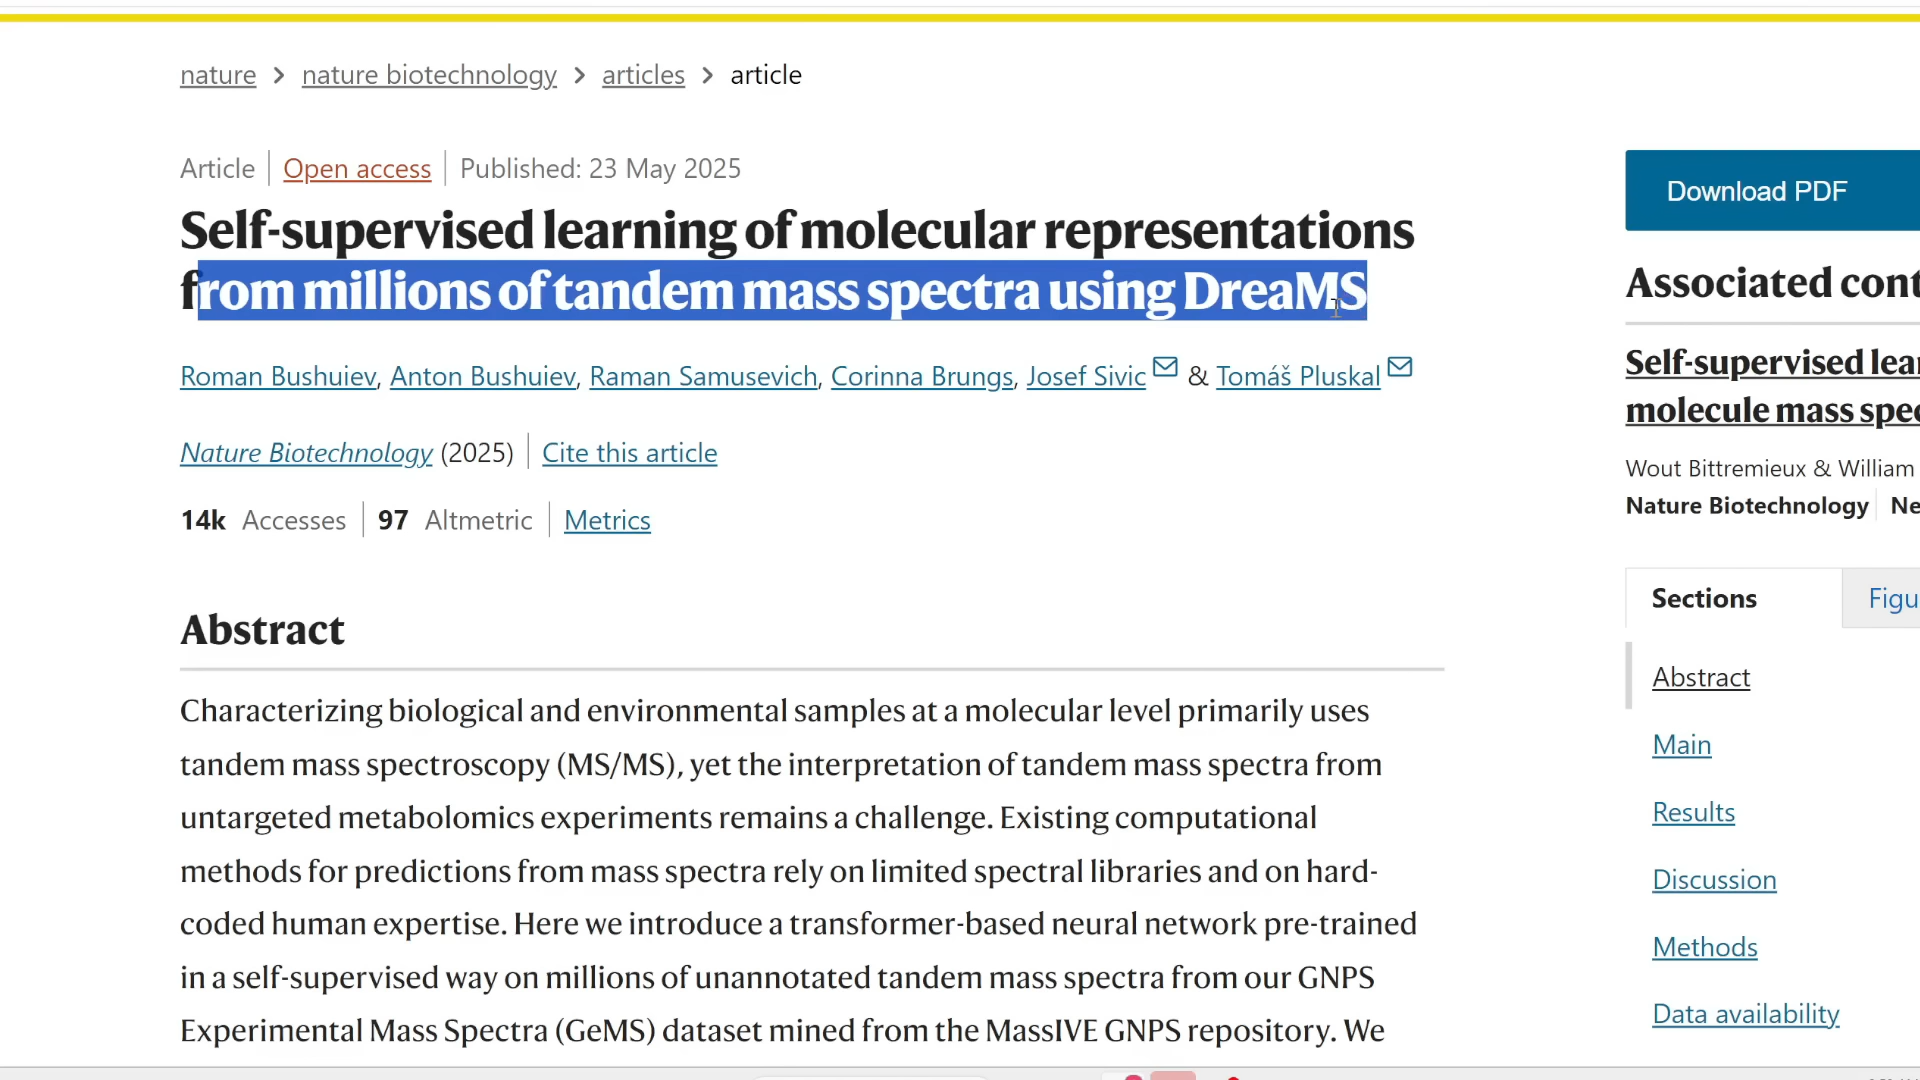 nature > nature biotechnology > articles > article
Article | Open access | Published: 23 May 2025
Self-supervised learning of molecular representations
from millions of tandem mass spectra using DreaMS
Roman Bushuiev, Anton Bushuiev, Raman Samusevich, Corinna Brungs, Josef Sivic & Tomáš Pluskal
Nature Biotechnology (2025) | Cite this article
14k Accesses | 97 Altmetric | Metrics
Abstract
Characterizing biological and environmental samples at a molecular level primarily uses
tandem mass spectroscopy (MS/MS), yet the interpretation of tandem mass spectra from
untargeted metabolomics experiments remains a challenge. Existing computational
methods for predictions from mass spectra rely on limited spectral libraries and on hard-
coded human expertise. Here we introduce a transformer-based neural network pre-trained
in a self-supervised way on millions of unannotated tandem mass spectra from our GNPS
Experimental Mass Spectra (GeMS) dataset mined from the MassIVE GNPS repository. We
Download PDF
Associated cont
Self-supervised lear
molecule mass spec
Wout Bittremieux & William
Nature Biotechnology | Ne
Sections
Figu
Abstract
Main
Results
Discussion
Methods
Data availability